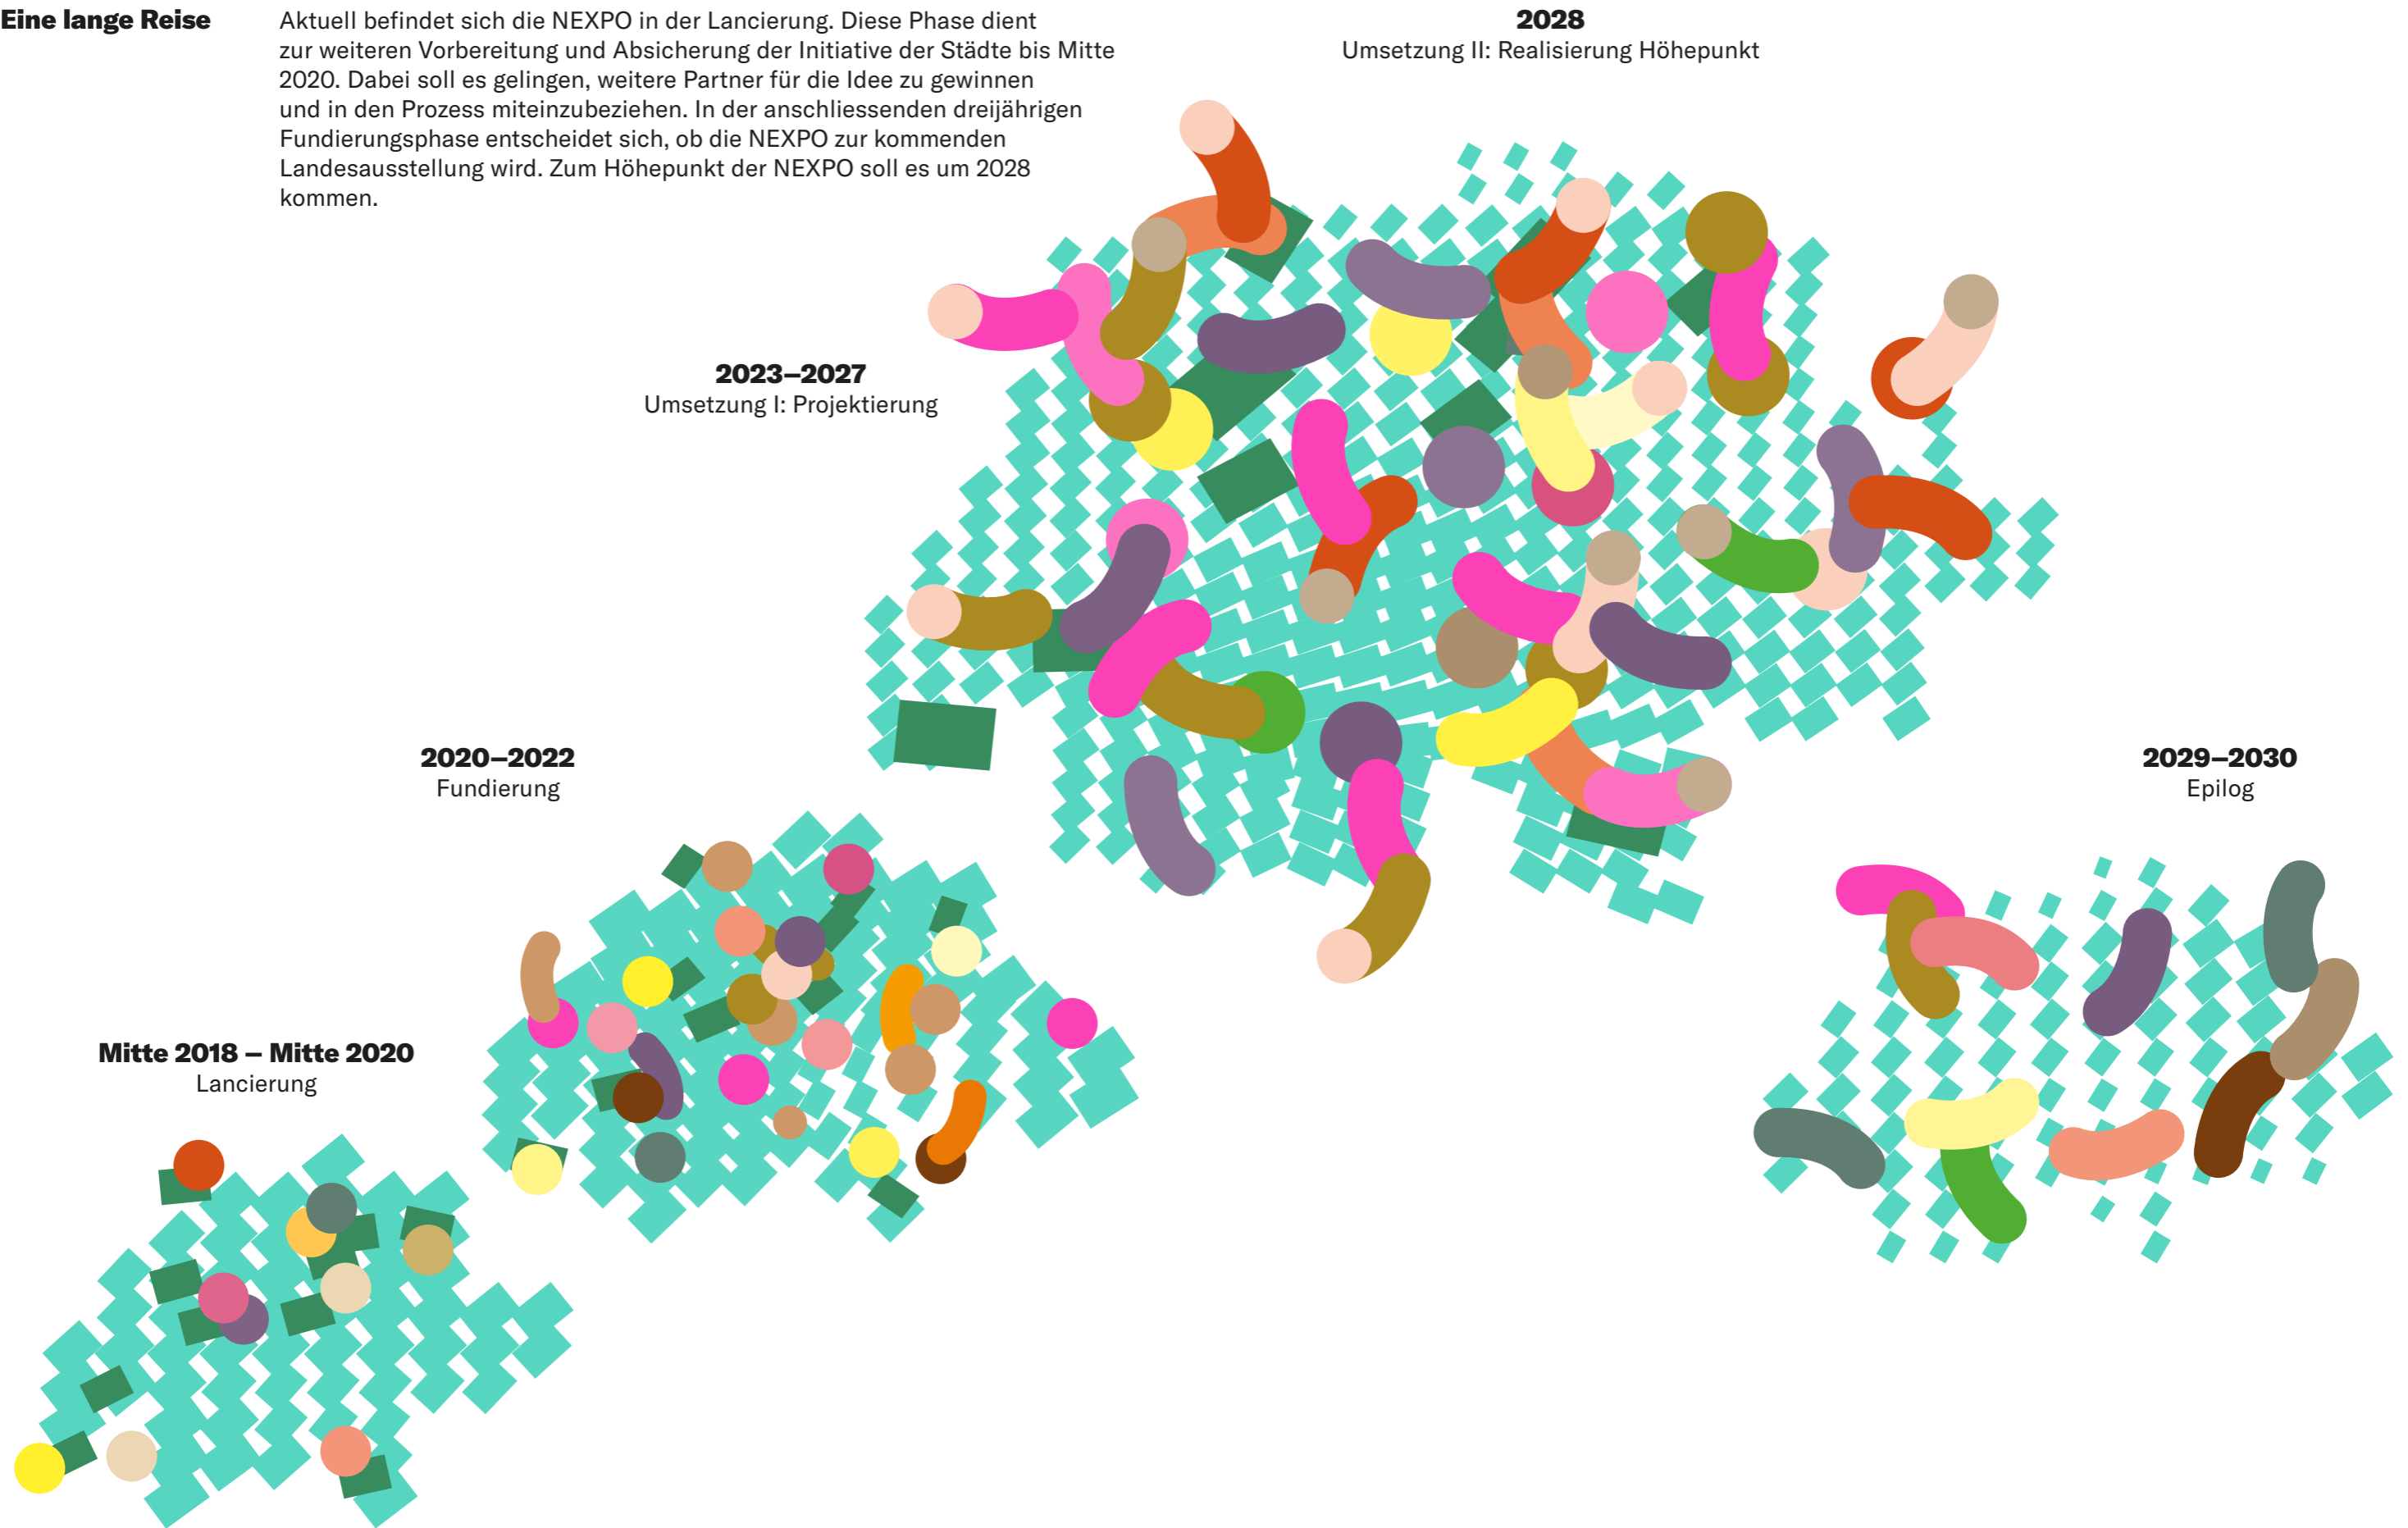 Eine lange Reise
Aktuell befindet sich die NEXPO in der Lancierung. Diese Phase dient
zur weiteren Vorbereitung und Absicherung der Initiative der Städte bis Mitte
2020. Dabei soll es gelingen, weitere Partner für die Idee zu gewinnen
und in den Prozess miteinzubeziehen. In der anschliessenden dreijährigen
Fundierungsphase entscheidet sich, ob die NEXPO zur kommenden
Landesausstellung wird. Zum Höhepunkt der NEXPO soll es um 2028
kommen.
2028
Umsetzung II: Realisierung Höhepunkt
2023–2027
Umsetzung I: Projektierung
2020–2022
Fundierung
2029–2030
Epilog
Mitte 2018 – Mitte 2020
Lancierung